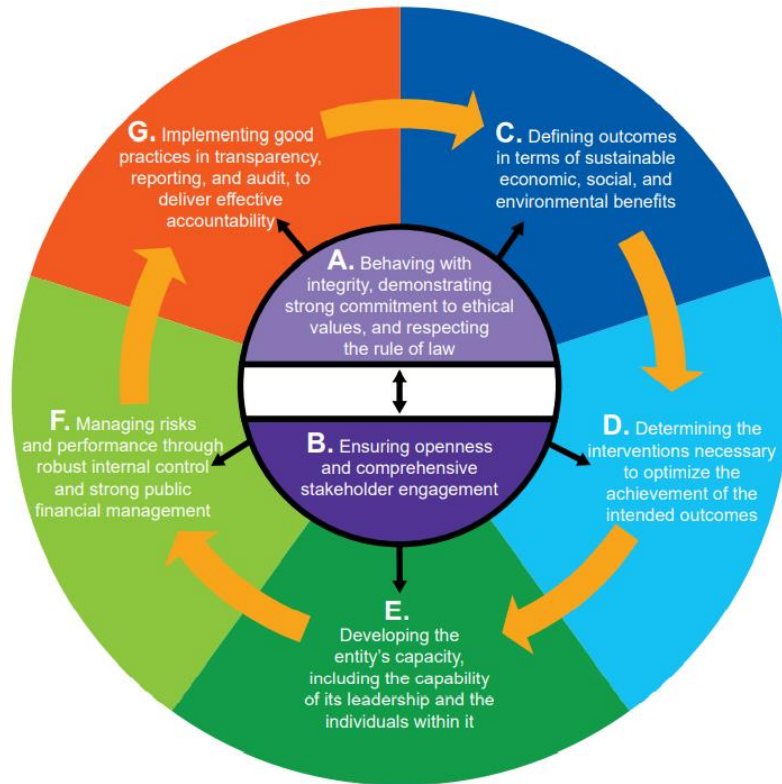 G. Implementing good
practices in transparency,
reporting, and audit, to
deliver effective
accountability
C. Defining outcomes
in terms of sustainable
economic, social, and
environmental benefits
A. Behaving with
integrity, demonstrating
strong commitment to ethical
values, and respecting
the rule of law
B. Ensuring openness
and comprehensive
stakeholder engagement
D. Determining the
interventions necessary
to optimize the
achievement of the
intended outcomes
E.
Developing the
entity’s capacity,
including the capability
of its leadership and the
individuals within it
F. Managing risks
and performance through
robust internal control
and strong public
financial management